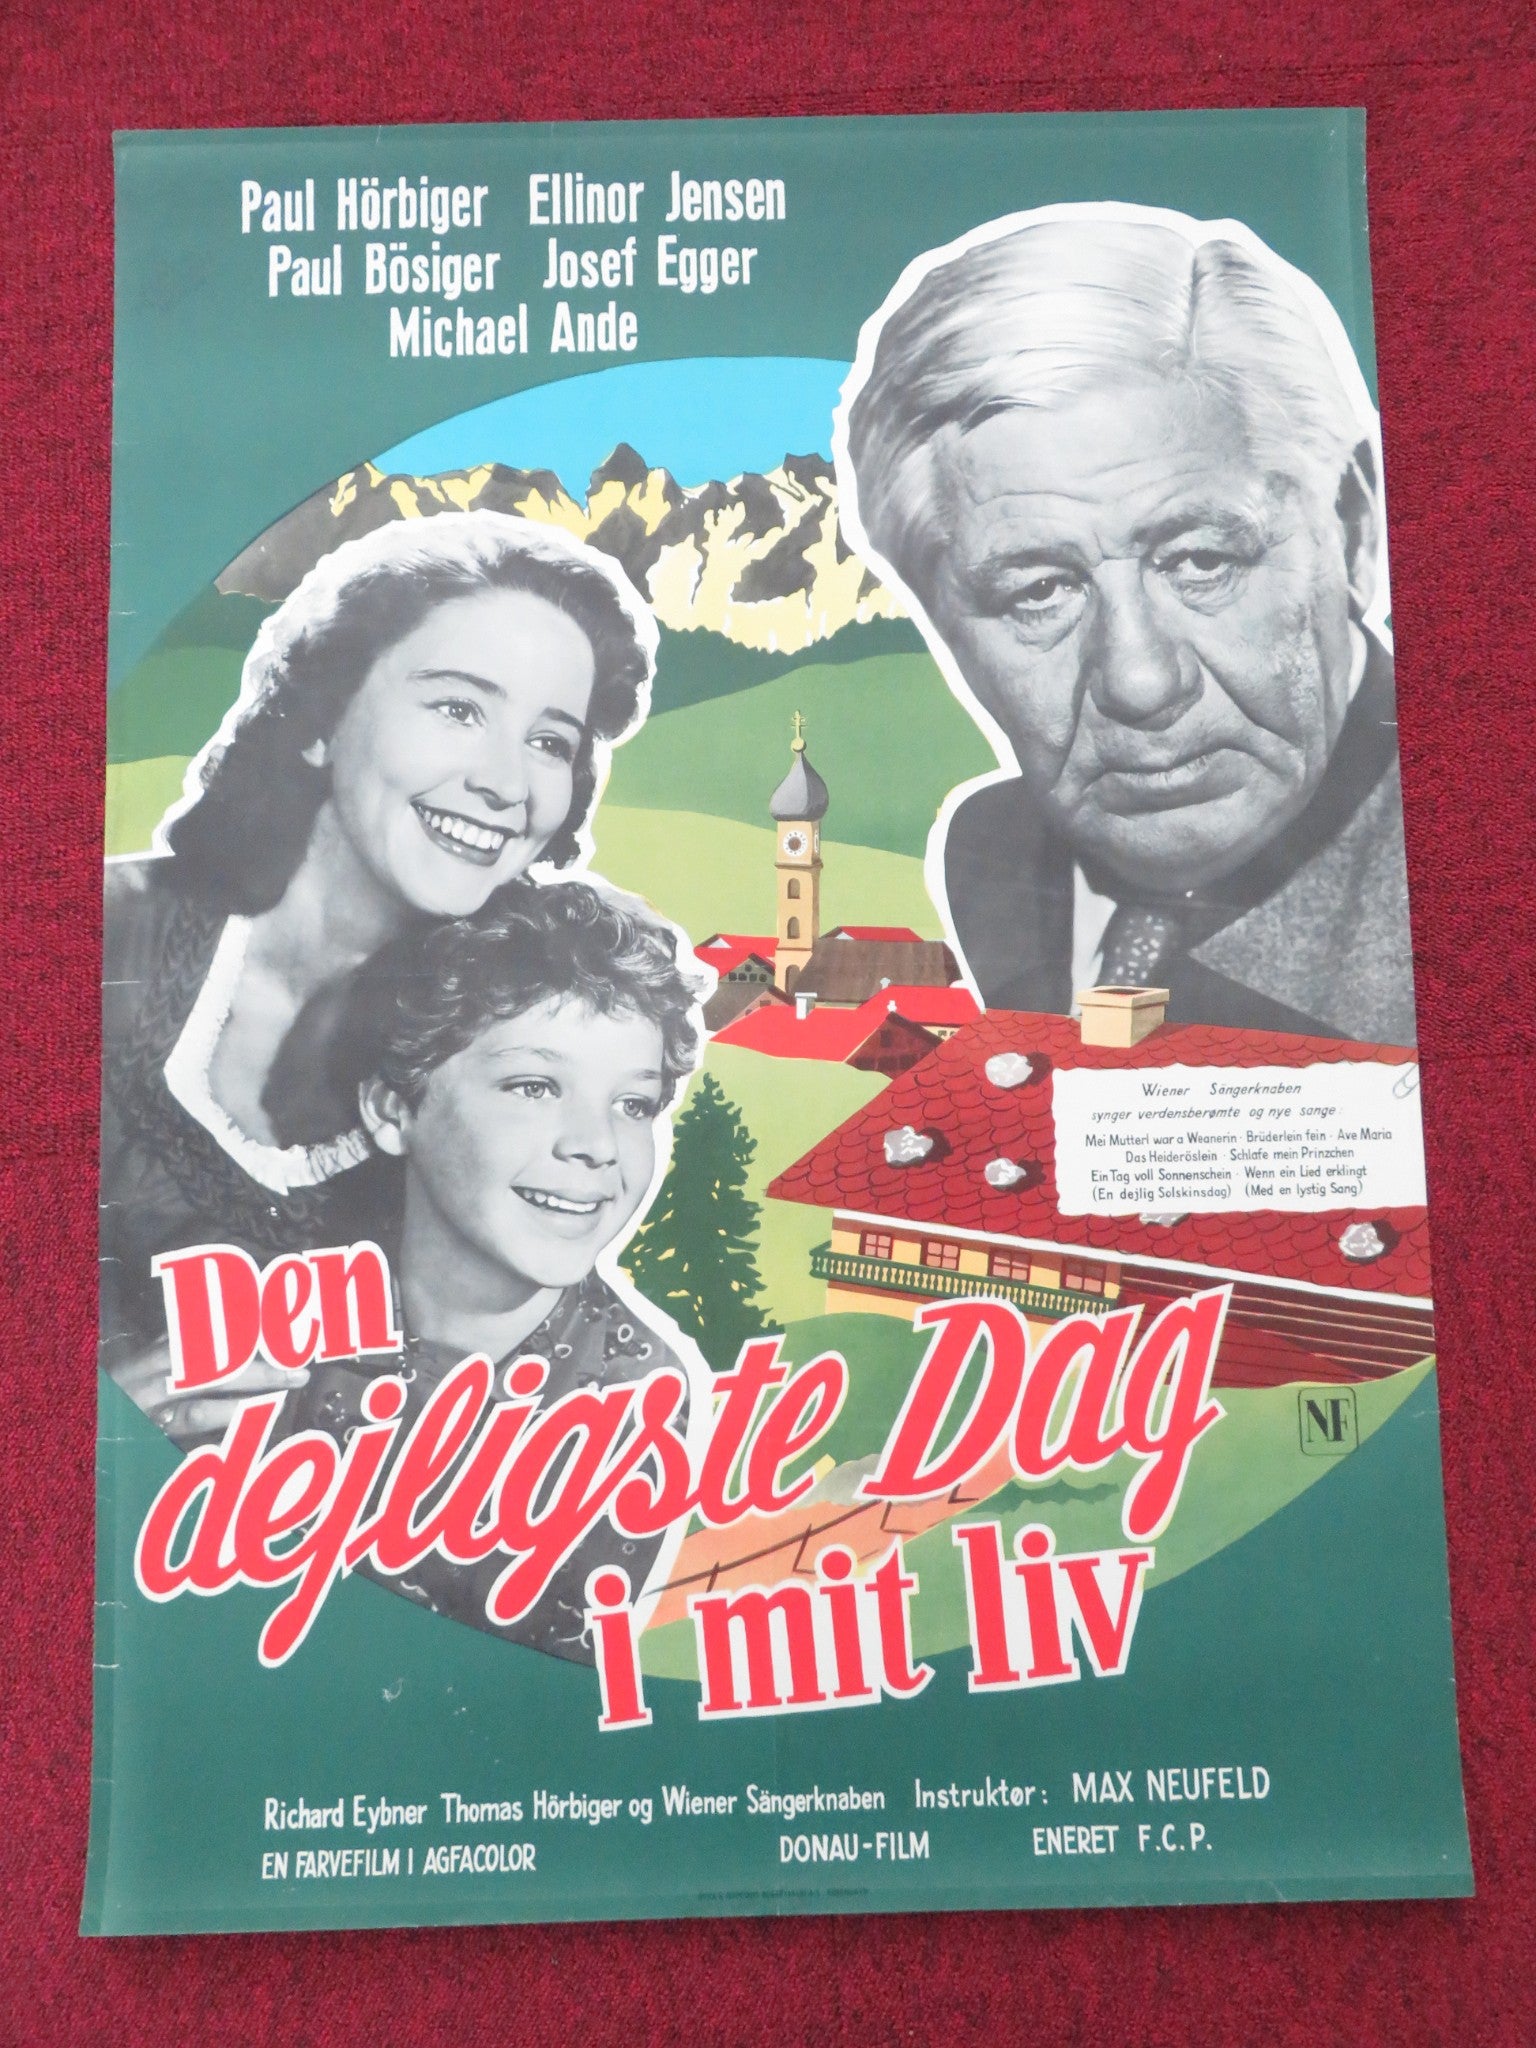 Paul Hörbiger Ellinor Jensen
Paul Bösiger Josef Egger
Michael Ande
Wiener Sängerknaben
synger verdensberømte og nye sange:
Mei Mutterl war a Weanerin · Brüderlein fein · Ave Maria
Das Heideröslein · Schlafe mein Prinzchen
Ein Tag voll Sonnenschein · Wenn ein Lied erklingt
(En dejlig Solskinsdag) (Med en lystig Sang)
Den
dejligste Dag
i mit liv
NF
Richard Eybner Thomas Hörbiger og Wiener Sängerknaben Instruktør: MAX NEUFELD
EN FARVEFILM I AGFACOLOR DONAU-FILM ENERET F.C.P.